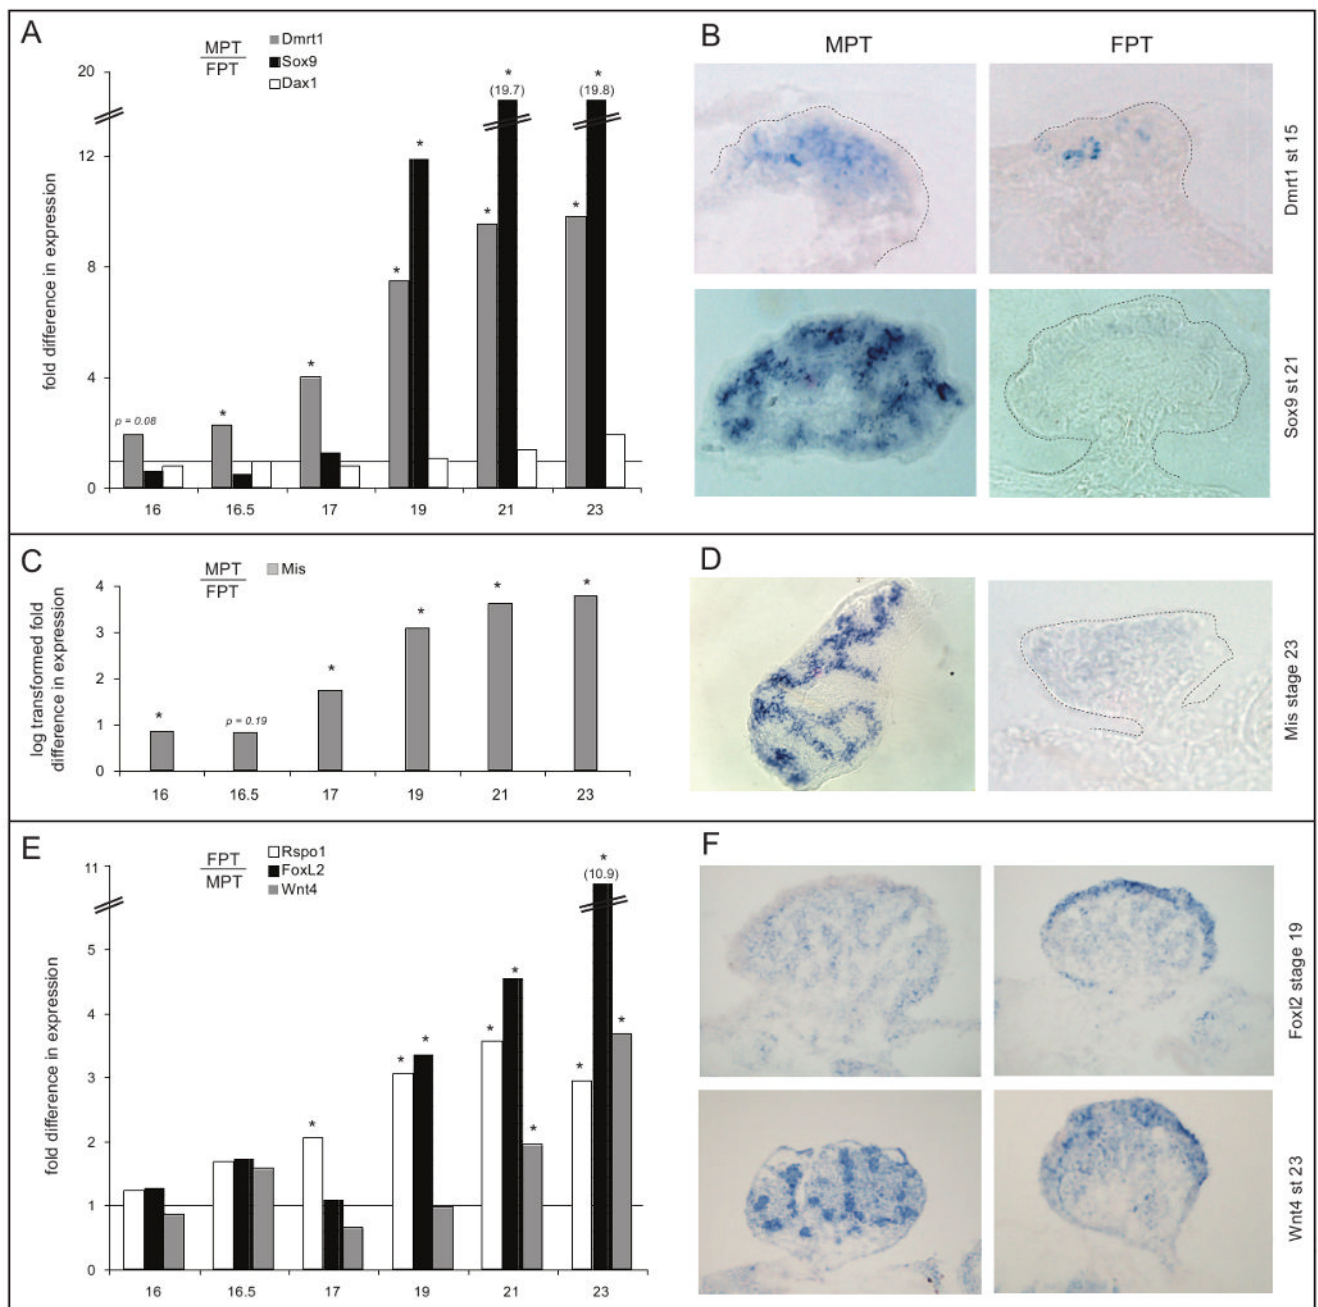 A
MPT
FPT
Dmrt1
Sox9
Dax1
fold difference in expression
20
12
8
4
0
p = 0.08
*
*
*
*
*
*
(19.7)
*
*
(19.8)
*
16 16.5 17 19 21 23
B
MPT FPT
Dmrt1 st 15
Sox9 st 21
C
MPT
FPT
Mis
log transformed fold
difference in expression
4
3
2
1
0
*
p = 0.19
*
*
*
*
16 16.5 17 19 21 23
D
Mis stage 23
E
FPT
MPT
Rspo1
FoxL2
Wnt4
fold difference in expression
11
5
4
3
2
1
0
*
*
*
*
*
*
*
*
(10.9)
*
16 16.5 17 19 21 23
F
Foxl2 stage 19
Wnt4 st 23